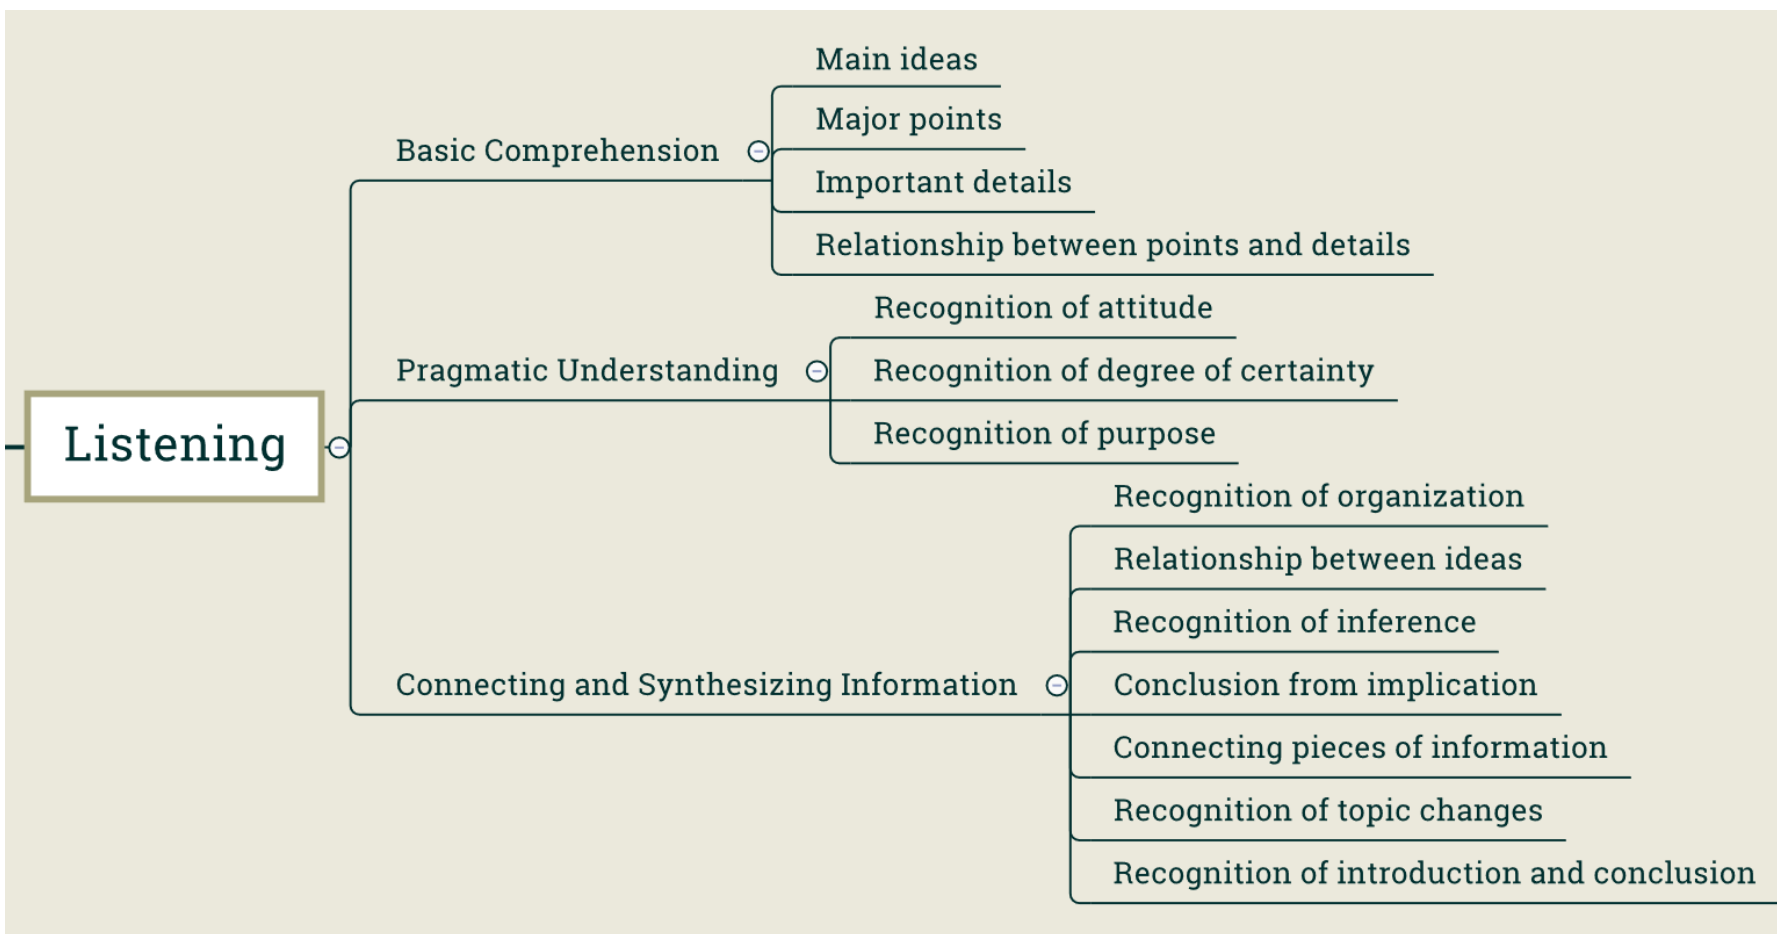 Listening
Basic Comprehension
Main ideas
Major points
Important details
Relationship between points and details
Pragmatic Understanding
Recognition of attitude
Recognition of degree of certainty
Recognition of purpose
Connecting and Synthesizing Information
Recognition of organization
Relationship between ideas
Recognition of inference
Conclusion from implication
Connecting pieces of information
Recognition of topic changes
Recognition of introduction and conclusion